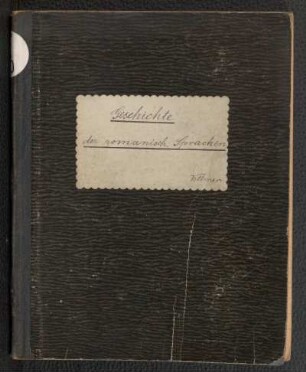 Geschichte
der romanisch. Sprachen